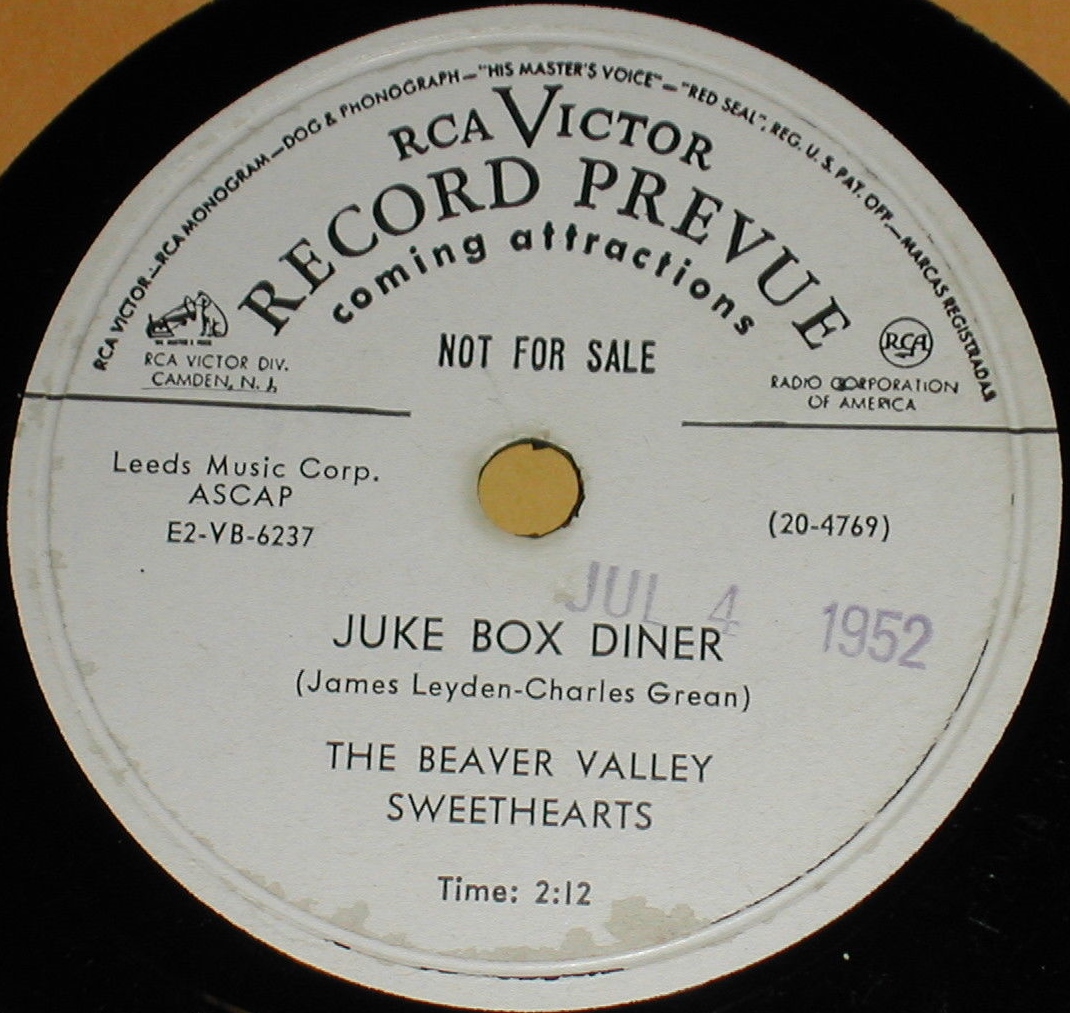 RCA VICTOR—RCA MONOGRAM—DOG & PHONOGRAPH—"HIS MASTER'S VOICE"—"RED SEAL", REG. U. S. PAT. OFF.—MARCAS REGISTRADAS
RCA VICTOR
RECORD PREVUE
coming attractions
NOT FOR SALE
RCA VICTOR DIV.
CAMDEN, N. J.
RCA
RADIO CORPORATION
OF AMERICA
Leeds Music Corp.
ASCAP
E2-VB-6237
(20-4769)
JUL 4 1952
JUKE BOX DINER
(James Leyden-Charles Grean)
THE BEAVER VALLEY
SWEETHEARTS
Time: 2:12